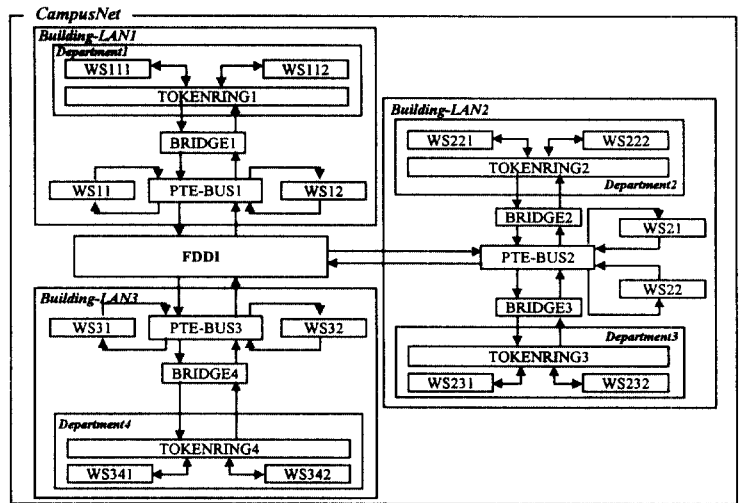 CampusNet
Building-LAN1
Department1
WS111
WS112
TOKENRING1
BRIDGE1
WS11
PTE-BUS1
WS12
FDDI
Building-LAN3
WS31
PTE-BUS3
WS32
BRIDGE4
Department4
TOKENRING4
WS341
WS342
Building-LAN2
WS221
WS222
TOKENRING2
Department2
BRIDGE2
WS21
PTE-BUS2
WS22
BRIDGE3
Department3
TOKENRING3
WS231
WS232